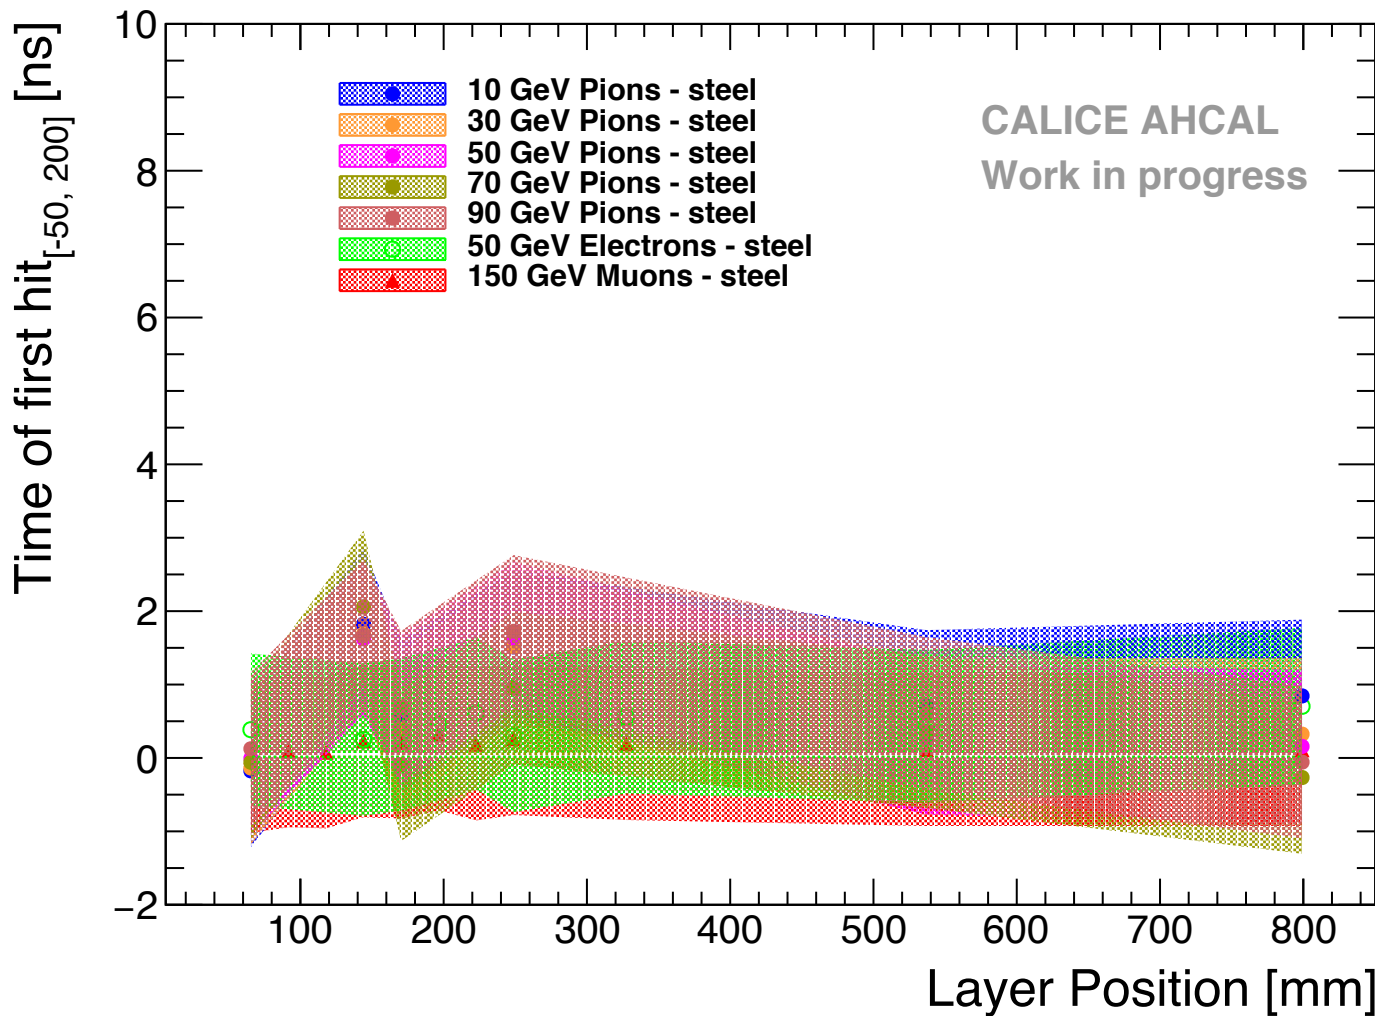 Time of first hit[-50, 200] [ns]
10
8
6
4
2
0
−2
10 GeV Pions - steel
30 GeV Pions - steel
50 GeV Pions - steel
70 GeV Pions - steel
90 GeV Pions - steel
50 GeV Electrons - steel
150 GeV Muons - steel
CALICE AHCAL
Work in progress
100 200 300 400 500 600 700 800
Layer Position [mm]